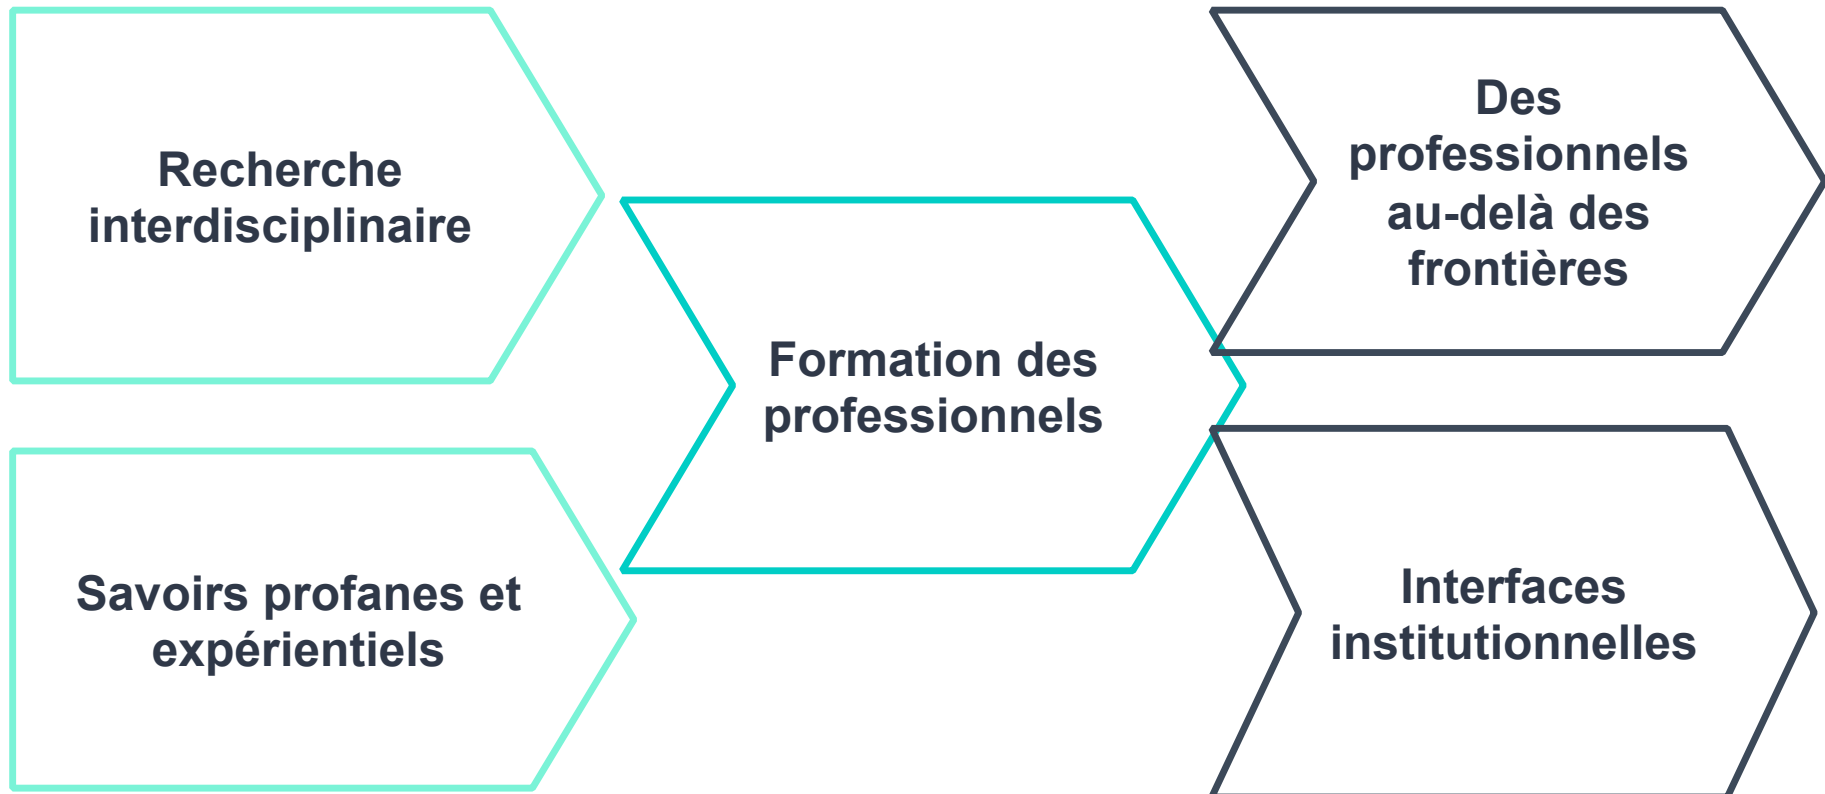 Recherche
interdisciplinaire
Savoirs profanes et
expérientiels
Formation des
professionnels
Des
professionnels
au-delà des
frontières
Interfaces
institutionnelles